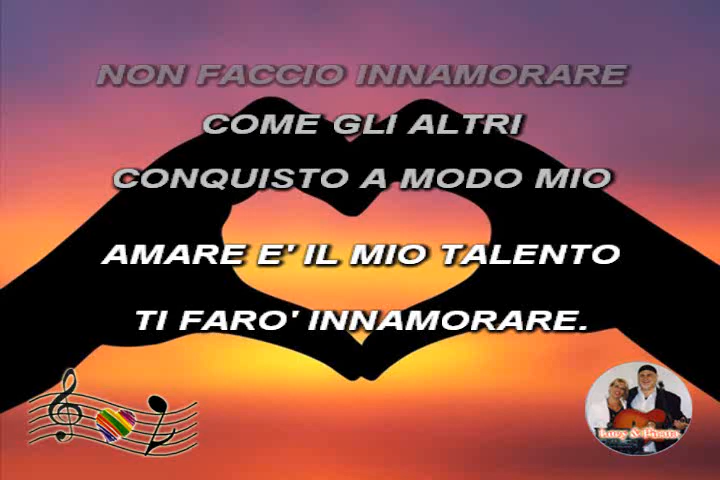 NON FACCIO INNAMORARE
COME GLI ALTRI
CONQUISTO A MODO MIO
AMARE E' IL MIO TALENTO
TI FARO' INNAMORARE.